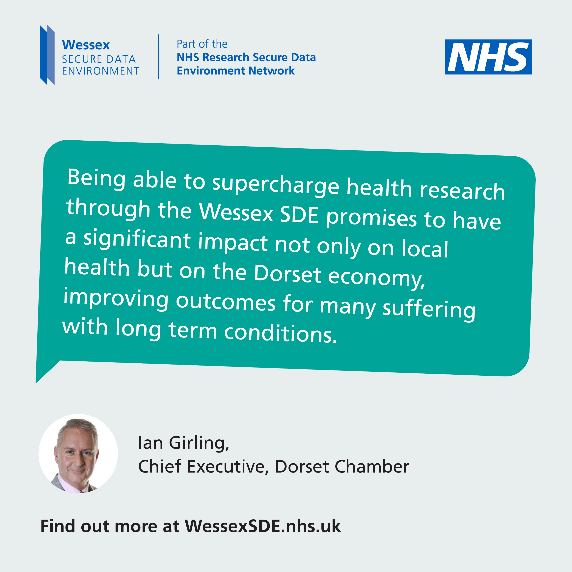 Wessex
SECURE DATA
ENVIRONMENT
Part of the
NHS Research Secure Data
Environment Network
NHS
Being able to supercharge health research
through the Wessex SDE promises to have
a significant impact not only on local
health but on the Dorset economy,
improving outcomes for many suffering
with long term conditions.
Ian Girling,
Chief Executive, Dorset Chamber
Find out more at WessexSDE.nhs.uk